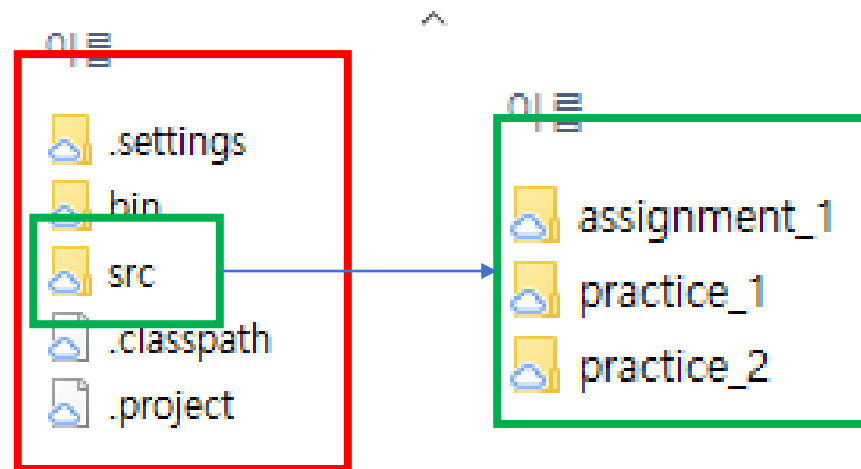 이름
.settings
bin
src
.classpath
.project
이름
assignment_1
practice_1
practice_2